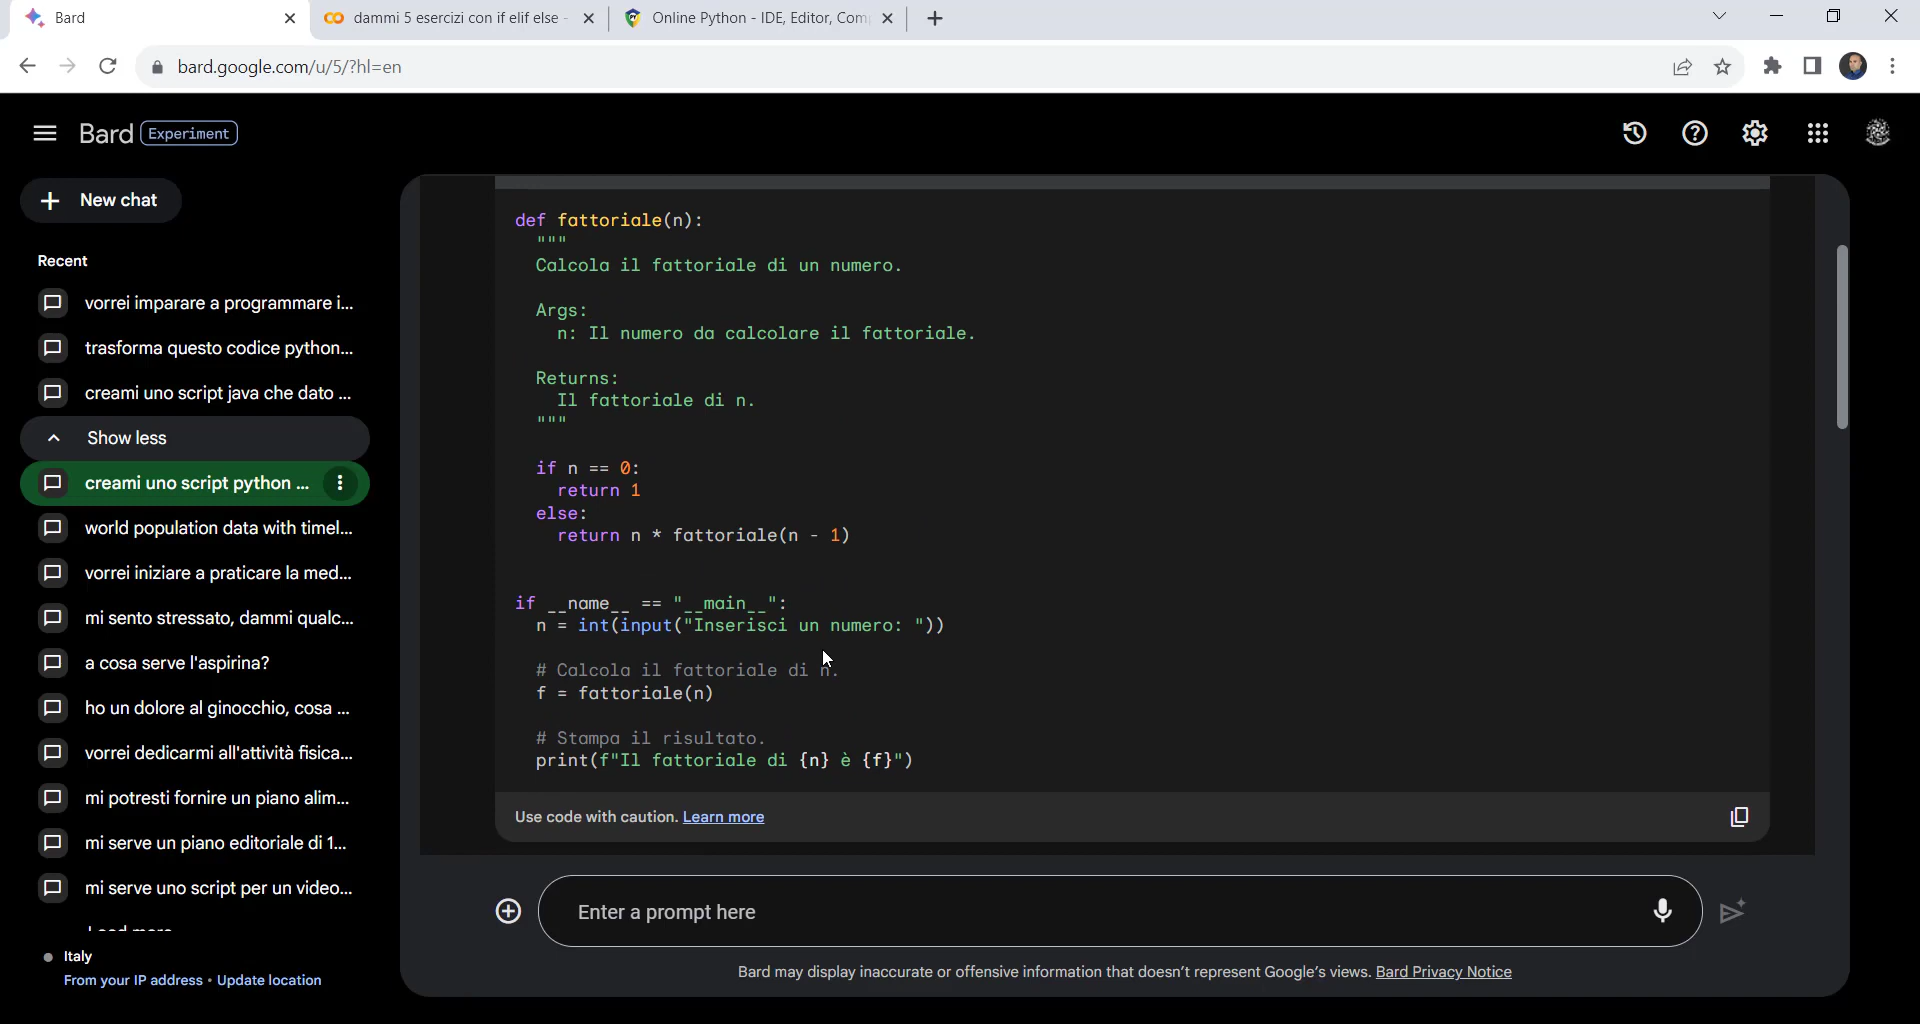 Bard
dammi 5 esercizi con if elif else -
Online Python - IDE, Editor, Com
bard.google.com/u/5/?hl=en
Bard Experiment
New chat
Recent
vorrei imparare a programmare i...
trasforma questo codice python...
creami uno script java che dato ...
Show less
creami uno script python ...
world population data with timel...
vorrei iniziare a praticare la med...
mi sento stressato, dammi qualc...
a cosa serve l'aspirina?
ho un dolore al ginocchio, cosa ...
vorrei dedicarmi all'attività fisica...
mi potresti fornire un piano alim...
mi serve un piano editoriale di 1...
mi serve uno script per un video...
Load more
Italy
From your IP address • Update location
def fattoriale(n):
"""
Calcola il fattoriale di un numero.
Args:
n: Il numero da calcolare il fattoriale.
Returns:
Il fattoriale di n.
"""
if n == 0:
return 1
else:
return n * fattoriale(n - 1)
if __name__ == "__main__":
n = int(input("Inserisci un numero: "))
# Calcola il fattoriale di n.
f = fattoriale(n)
# Stampa il risultato.
print(f"Il fattoriale di {n} è {f}")
Use code with caution. Learn more
Enter a prompt here
Bard may display inaccurate or offensive information that doesn't represent Google's views. Bard Privacy Notice